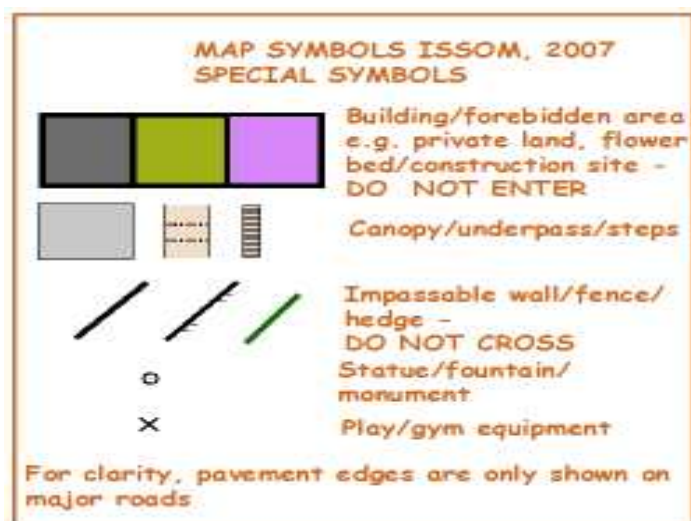 MAP SYMBOLS ISSOM, 2007
SPECIAL SYMBOLS
Building/forebidden area
e.g. private land, flower
bed/construction site -
DO NOT ENTER
Canopy/underpass/steps
Impassable wall/fence/
hedge -
DO NOT CROSS
Statue/fountain/
monument
Play/gym equipment
For clarity, pavement edges are only shown on
major roads